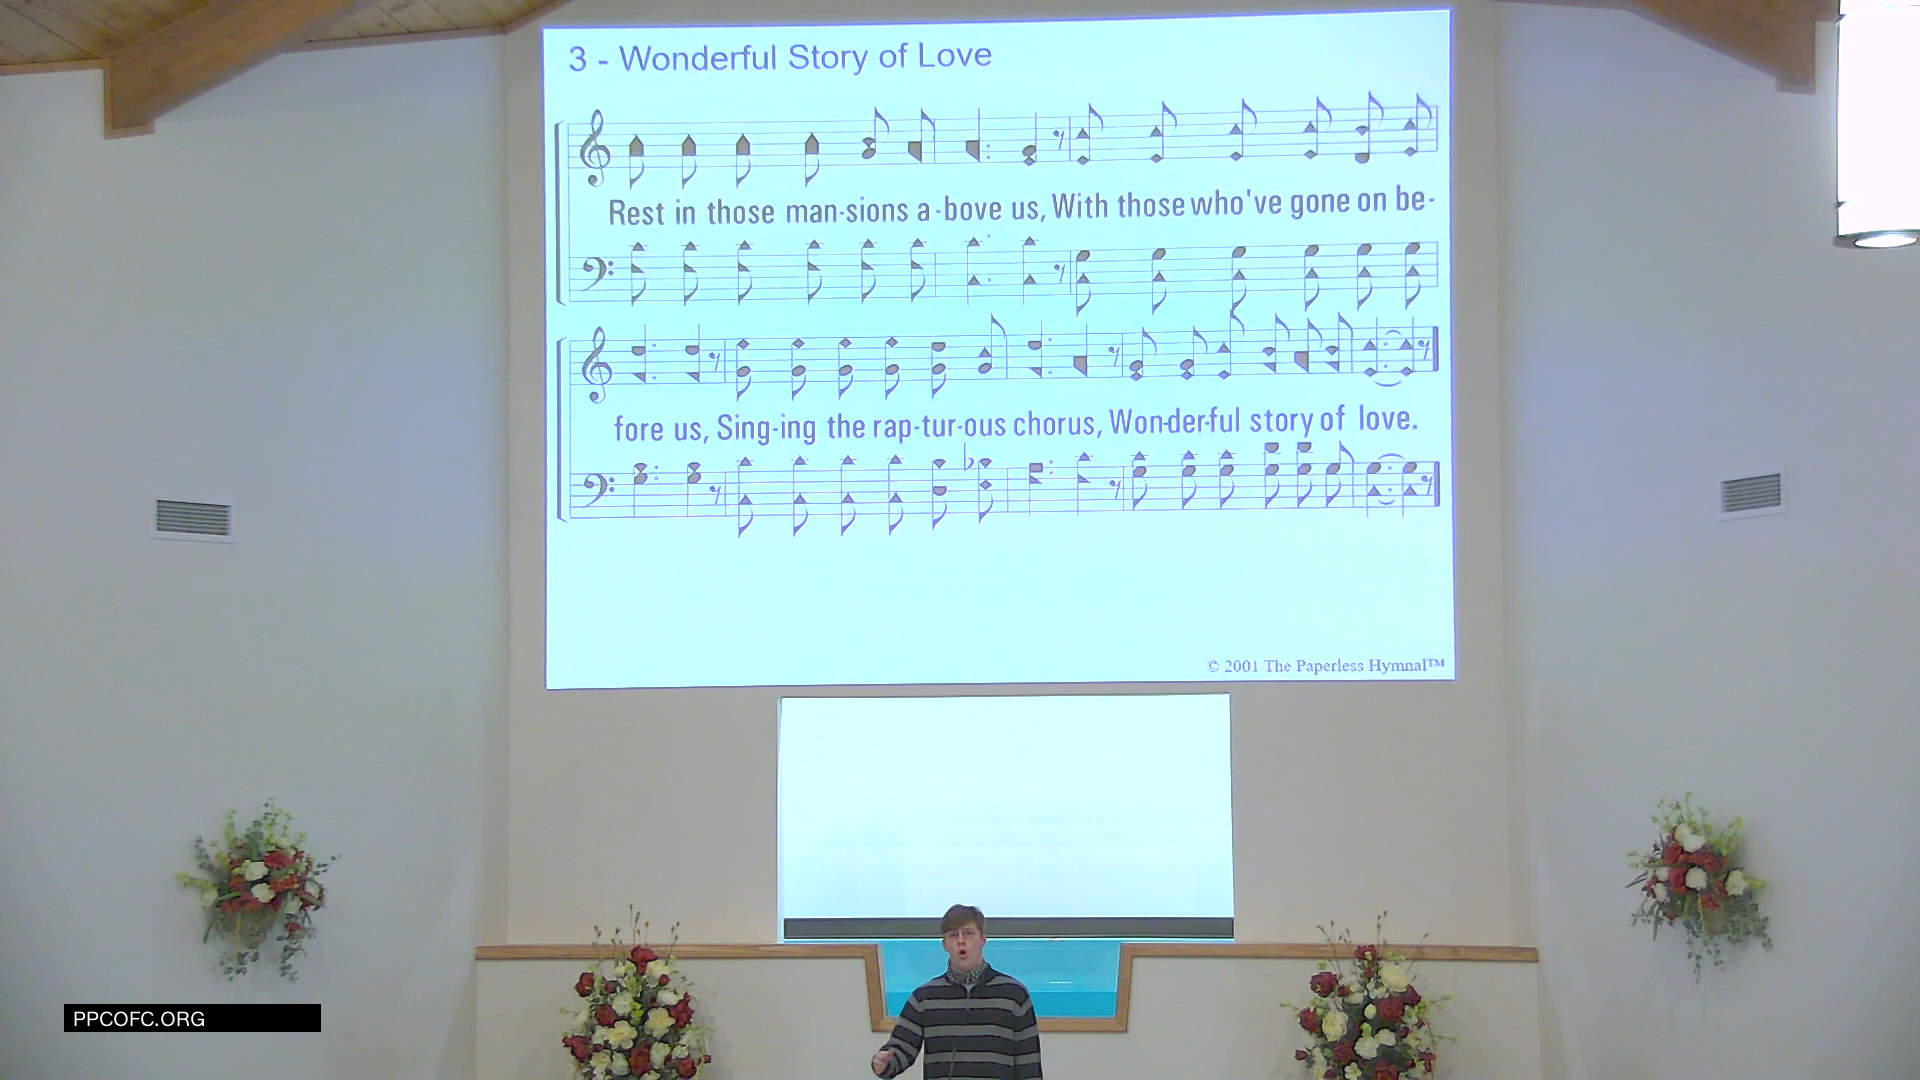 3 - Wonderful Story of Love
Rest in those man-sions a-bove us, With those who've gone on be-
fore us, Sing-ing the rap-tur-ous chorus, Won-der-ful story of love.
© 2001 The Paperless Hymnal™
PPCOFC.ORG